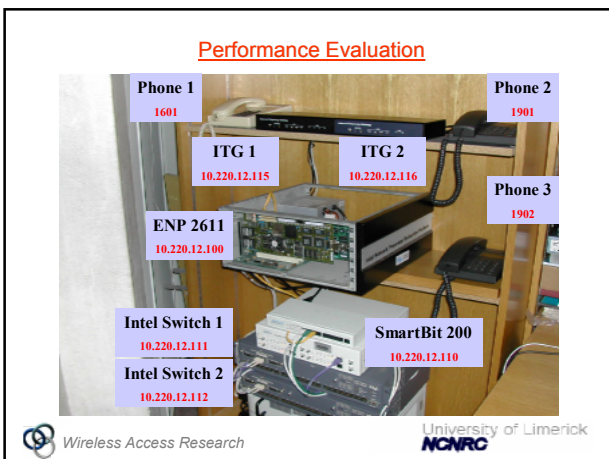 Performance Evaluation
Phone 1
1601
Phone 2
1901
ITG 1
10.220.12.115
ITG 2
10.220.12.116
Phone 3
1902
ENP 2611
10.220.12.100
Intel Switch 1
10.220.12.111
SmartBit 200
10.220.12.110
Intel Switch 2
10.220.12.112
Wireless Access Research
University of Limerick
NCNRC